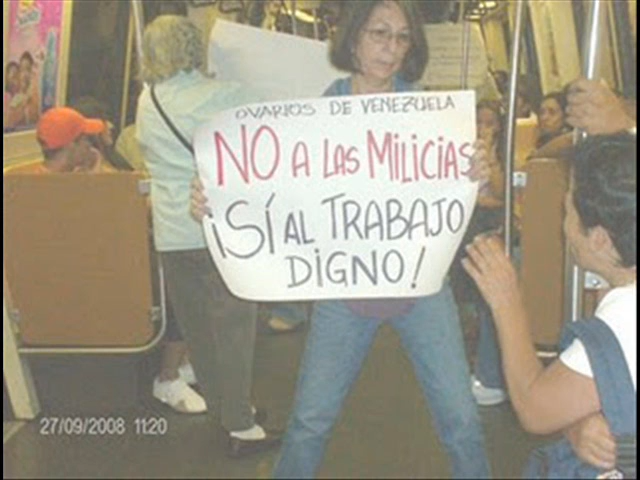 OVARIOS DE VENEZUELA
NO A LAS MILICIAS
¡SÍ AL TRABAJO
DIGNO!
27/09/2008 11:20